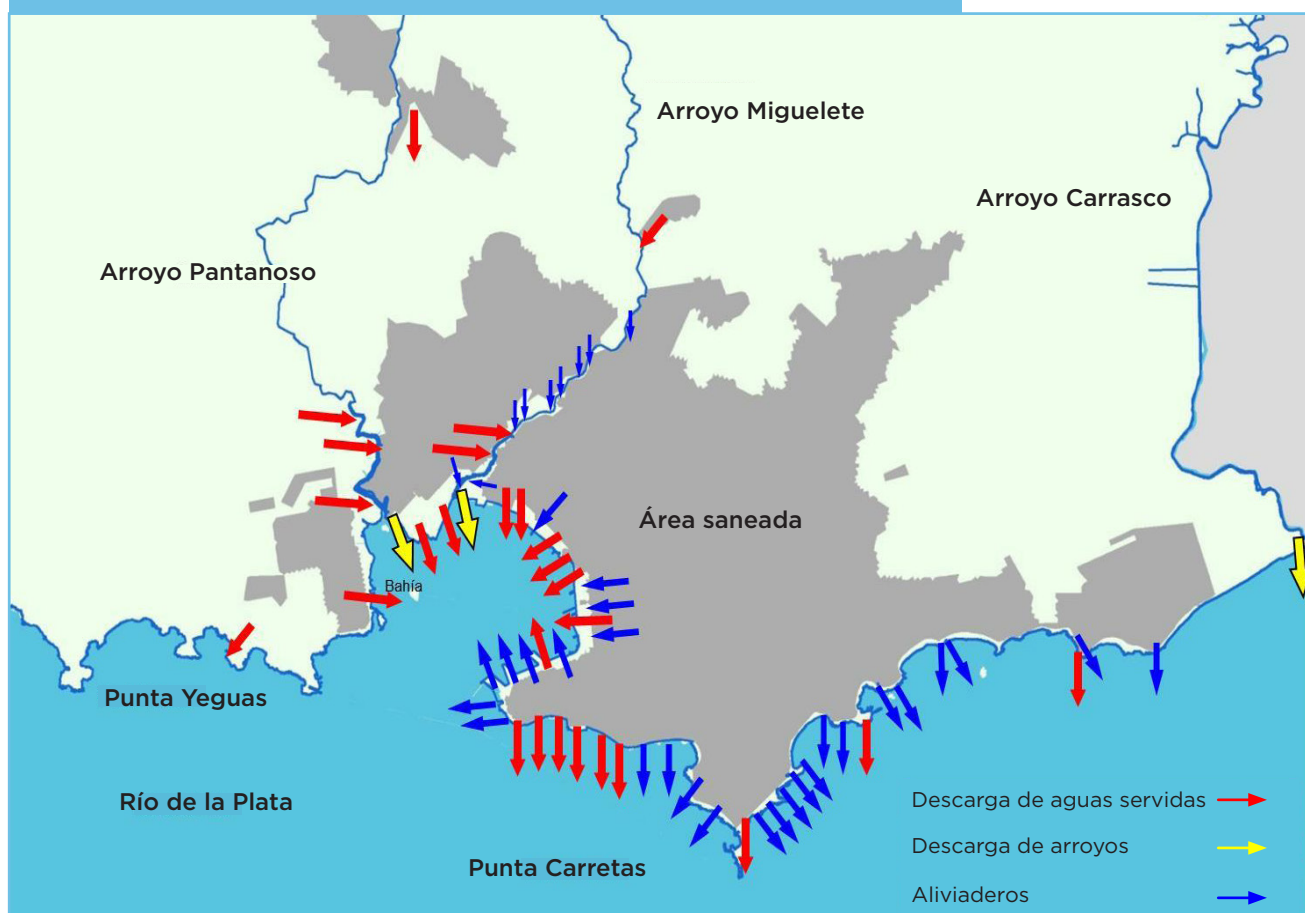 Arroyo Miguelete
Arroyo Carrasco
Arroyo Pantanoso
Área saneada
Bahía
Punta Yeguas
Río de la Plata
Punta Carretas
Descarga de aguas servidas
Descarga de arroyos
Aliviaderos